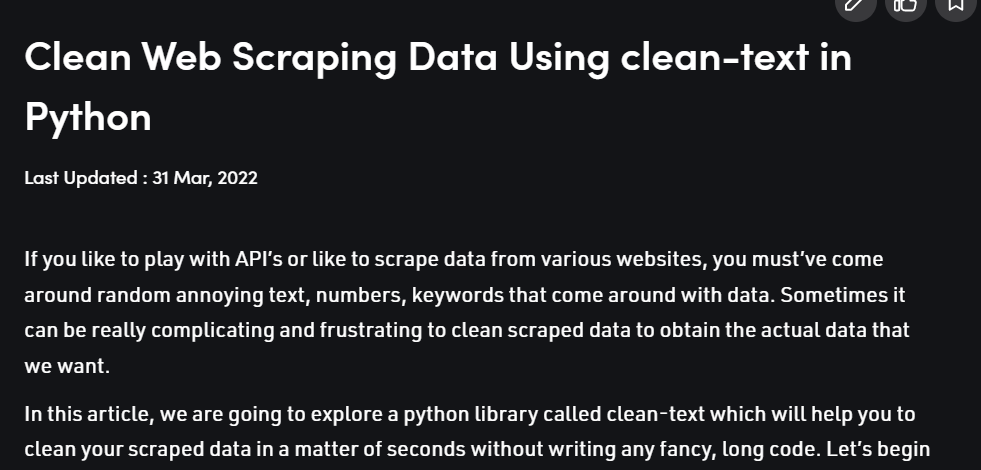 Clean Web Scraping Data Using clean-text in
Python
Last Updated : 31 Mar, 2022
If you like to play with API’s or like to scrape data from various websites, you must’ve come
around random annoying text, numbers, keywords that come around with data. Sometimes it
can be really complicating and frustrating to clean scraped data to obtain the actual data that
we want.
In this article, we are going to explore a python library called clean-text which will help you to
clean your scraped data in a matter of seconds without writing any fancy, long code. Let’s begin